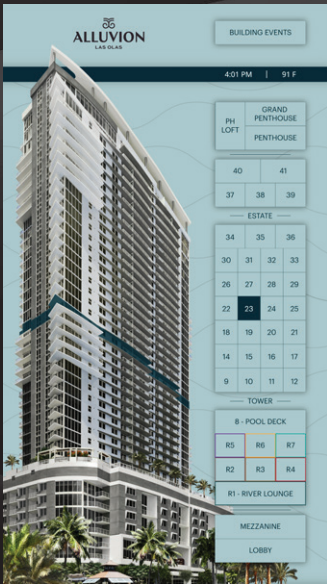 ALLUVION
LAS OLAS
BUILDING EVENTS
4:01 PM | 91 F
PH LOFT
GRAND PENTHOUSE
PENTHOUSE
40 41
37 38 39
ESTATE
34 35 36
30 31 32 33
26 27 28 29
22 23 24 25
18 19 20 21
14 15 16 17
9 10 11 12
TOWER
8 - POOL DECK
R5 R6 R7
R2 R3 R4
R1 - RIVER LOUNGE
MEZZANINE
LOBBY